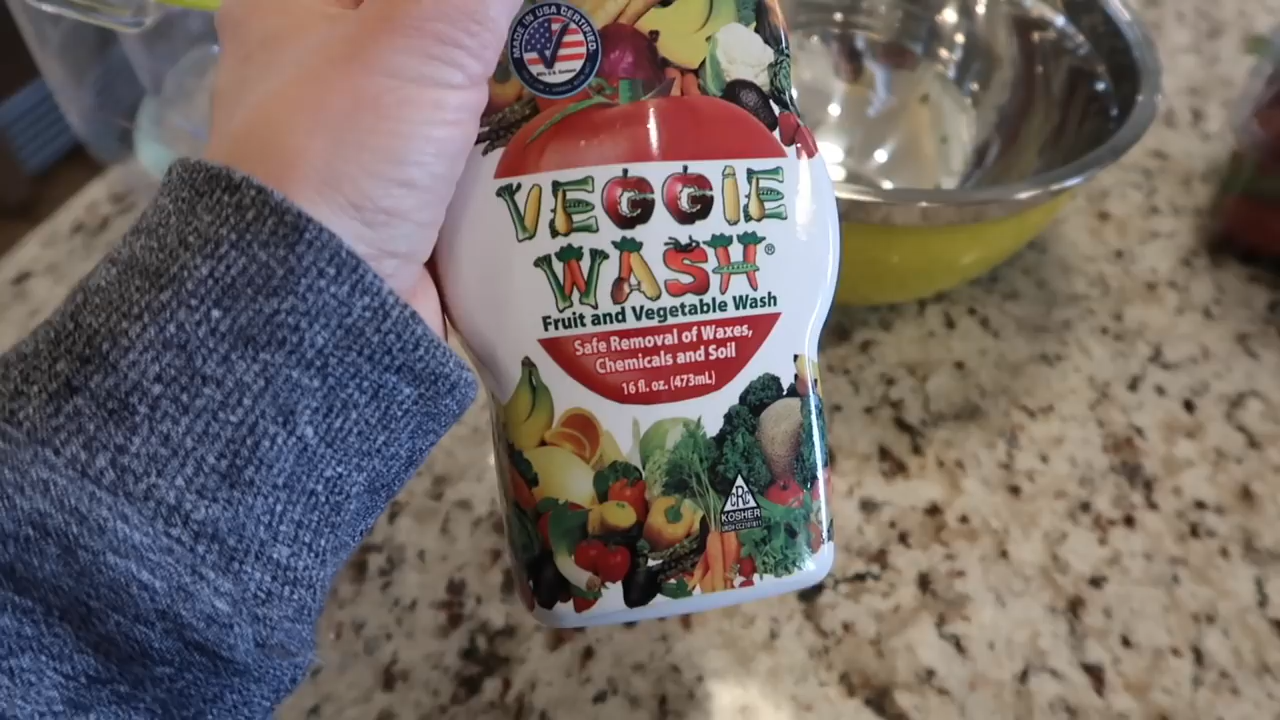 MADE IN USA CERTIFIED.
VEGGIE
WASH®
Fruit and Vegetable Wash
Safe Removal of Waxes,
Chemicals and Soil
16 fl. oz. (473mL)
cRc
KOSHER